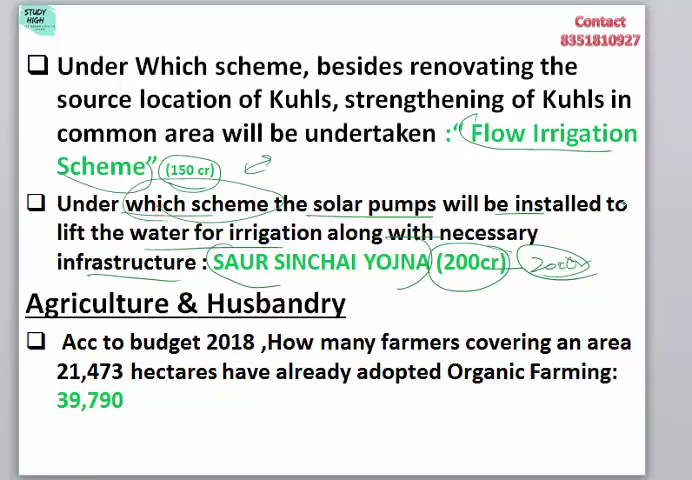 STUDY
HIGH
Contact
8351810927
Under Which scheme, besides renovating the
source location of Kuhls, strengthening of Kuhls in
common area will be undertaken :“ Flow Irrigation
Scheme” (150 cr)
Under which scheme the solar pumps will be installed to
lift the water for irrigation along with necessary
infrastructure : SAUR SINCHAI YOJNA (200cr)
Agriculture & Husbandry
Acc to budget 2018 ,How many farmers covering an area
21,473 hectares have already adopted Organic Farming:
39,790